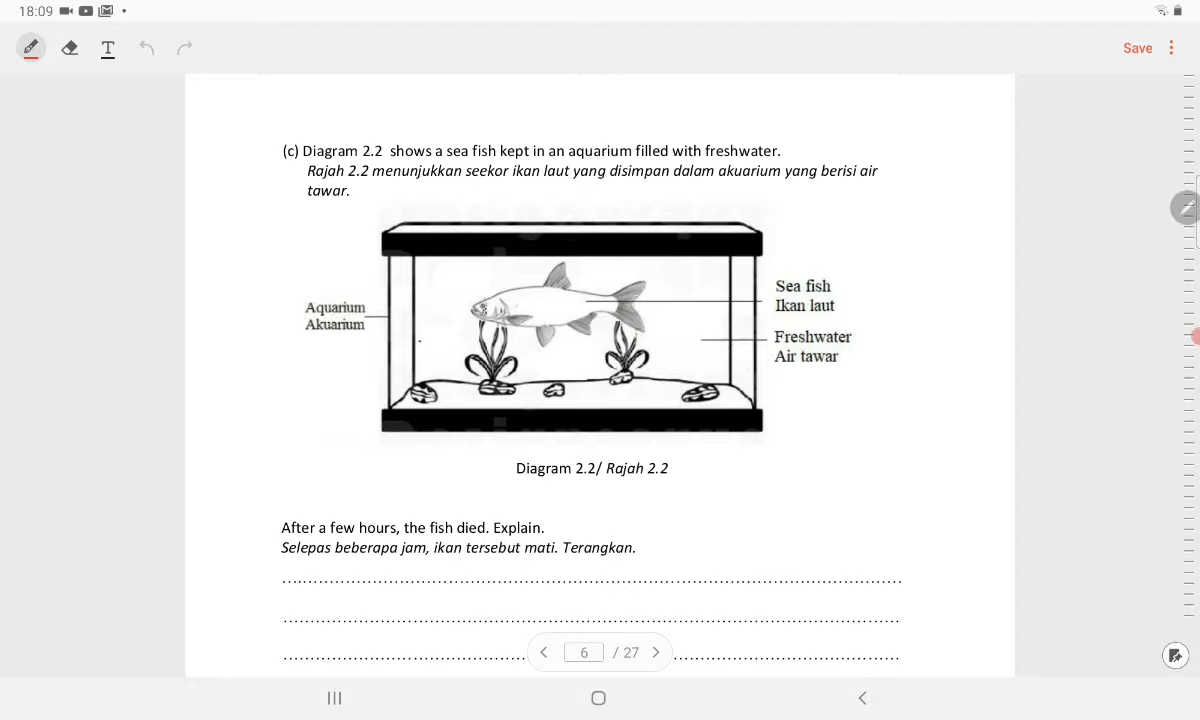 18:09
T
Save
(c) Diagram 2.2 shows a sea fish kept in an aquarium filled with freshwater.
Rajah 2.2 menunjukkan seekor ikan laut yang disimpan dalam akuarium yang berisi air
tawar.
Aquarium
Akuarium
Sea fish
Ikan laut
Freshwater
Air tawar
Diagram 2.2/ Rajah 2.2
After a few hours, the fish died. Explain.
Selepas beberapa jam, ikan tersebut mati. Terangkan.
6 / 27